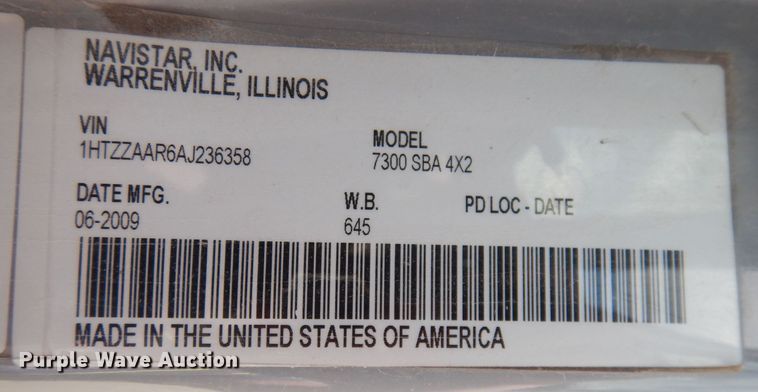 NAVISTAR, INC.
WARRENVILLE, ILLINOIS
VIN
1HTZZAAR6AJ236358
MODEL
7300 SBA 4X2
DATE MFG.
06-2009
W.B.
645
PD LOC - DATE
MADE IN THE UNITED STATES OF AMERICA
Purple Wave Auction